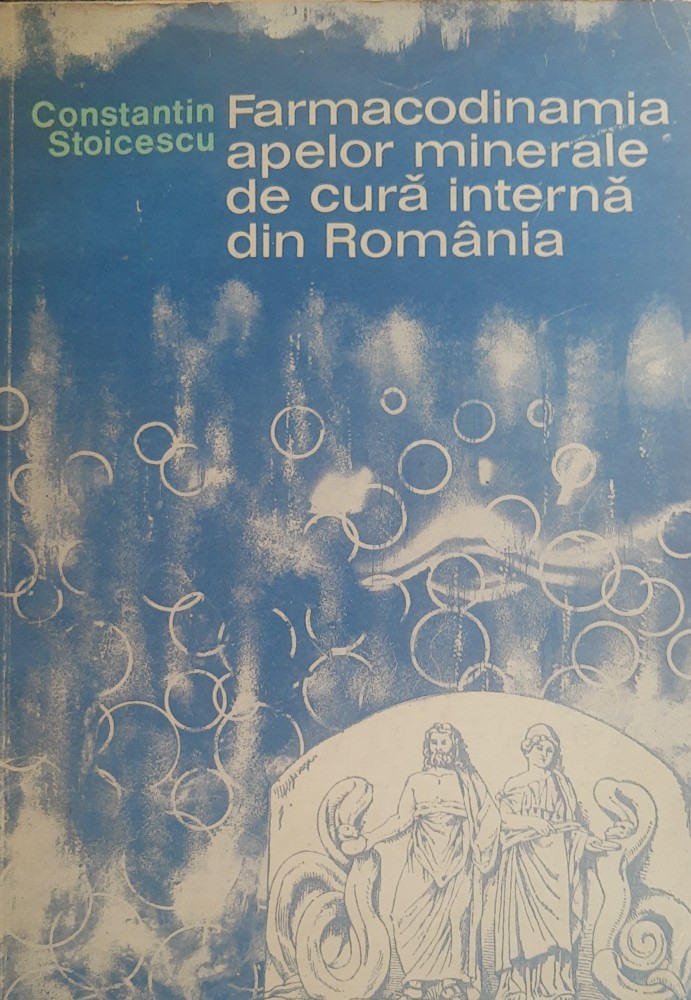 Constantin
Stoicescu
Farmacodinamia
apelor minerale
de cură internă
din România